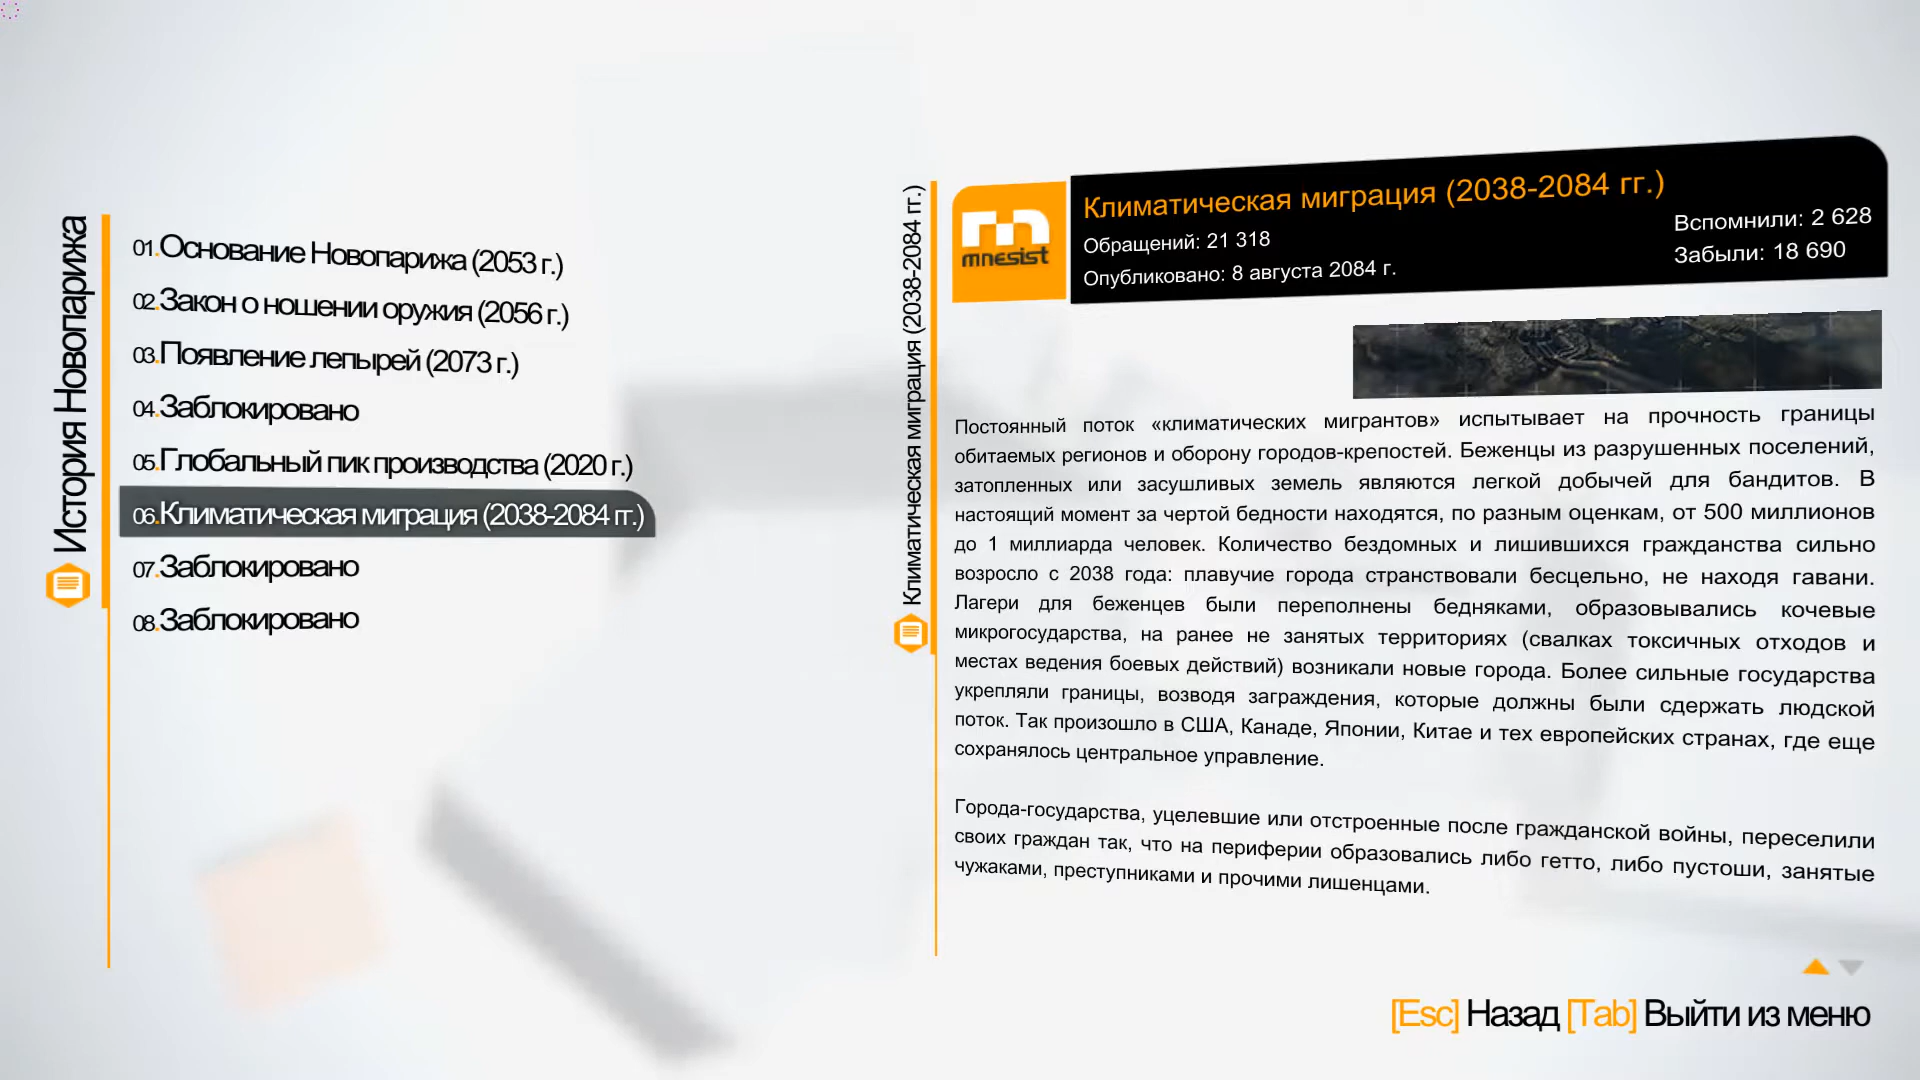 История Новопарижа
01.Основание Новопарижа (2053 г.)
02.Закон о ношении оружия (2056 г.)
03.Появление лепырей (2073 г.)
04.Заблокировано
05.Глобальный пик производства (2020 г.)
06.Климатическая миграция (2038-2084 гг.)
07.Заблокировано
08.Заблокировано
Климатическая миграция (2038-2084 гг.)
mnesist
Климатическая миграция (2038-2084 гг.)
Обращений: 21 318
Опубликовано: 8 августа 2084 г.
Вспомнили: 2 628
Забыли: 18 690
Постоянный поток «климатических мигрантов» испытывает на прочность границы
обитаемых регионов и оборону городов-крепостей. Беженцы из разрушенных поселений,
затопленных или засушливых земель являются легкой добычей для бандитов. В
настоящий момент за чертой бедности находятся, по разным оценкам, от 500 миллионов
до 1 миллиарда человек. Количество бездомных и лишившихся гражданства сильно
возросло с 2038 года: плавучие города странствовали бесцельно, не находя гавани.
Лагери для беженцев были переполнены бедняками, образовывались кочевые
микрогосударства, на ранее не занятых территориях (свалках токсичных отходов и
местах ведения боевых действий) возникали новые города. Более сильные государства
укрепляли границы, возводя заграждения, которые должны были сдержать людской
поток. Так произошло в США, Канаде, Японии, Китае и тех европейских странах, где еще
сохранялось центральное управление.
Города-государства, уцелевшие или отстроенные после гражданской войны, переселили
своих граждан так, что на периферии образовались либо гетто, либо пустоши, занятые
чужаками, преступниками и прочими лишенцами.
[Esc] Назад [Tab] Выйти из меню